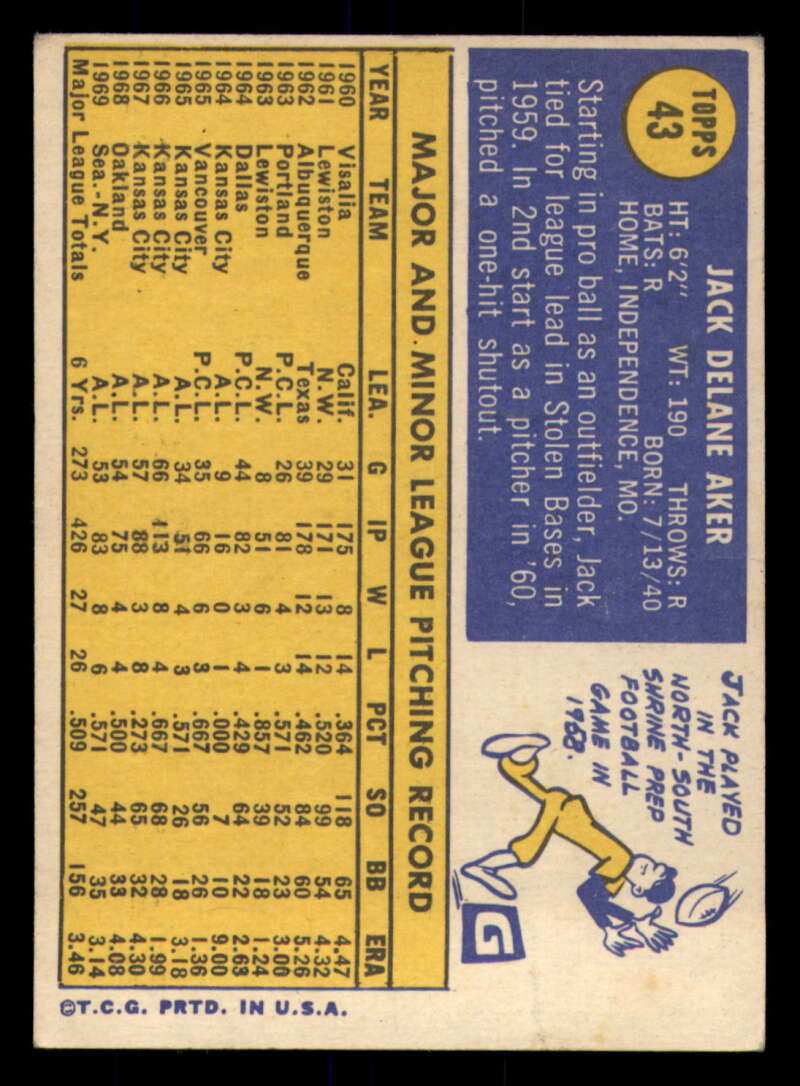 TOPPS
43
JACK DELANE AKER
HT: 6'2" WT: 190 THROWS: R
BATS: R BORN: 7/13/40
HOME, INDEPENDENCE, MO.
Starting in pro ball as an outfielder, Jack
tied for league lead in Stolen Bases in
1959. In 2nd start as a pitcher in '60,
pitched a one-hit shutout.
JACK PLAYED
IN THE
NORTH-SOUTH
SHRINE PREP
FOOTBALL
GAME IN
1958.
G
MAJOR AND MINOR LEAGUE PITCHING RECORD
YEAR TEAM LEA. G IP W L PCT SO BB ERA
1960 Visalia Calif. 31 175 8 14 .364 118 65 4.47
1961 Lewiston N.W. 29 171 13 12 .520 99 54 4.32
1962 Albuquerque Texas 39 178 12 14 .462 84 60 5.26
1963 Portland P.C.L. 26 81 4 3 .571 52 23 3.00
1963 Lewiston N.W. 8 51 6 1 .857 39 18 1.24
1964 Dallas P.C.L. 44 82 3 4 .429 64 22 2.63
1964 Kansas City A.L. 9 16 0 1 .000 7 10 9.00
1965 Vancouver P.C.L. 35 66 6 3 .667 56 26 1.36
1965 Kansas City A.L. 34 51 4 3 .571 26 18 3.18
1966 Kansas City A.L. 66 113 8 4 .667 68 28 1.99
1967 Kansas City A.L. 57 88 3 8 .273 65 32 4.30
1968 Oakland A.L. 54 75 4 4 .500 44 33 4.08
1969 Sea.-N.Y. A.L. 53 83 8 6 .571 47 35 3.14
Major League Totals 6 Yrs. 273 426 27 26 .509 257 156 3.46
©T.C.G. PRTD. IN U.S.A.